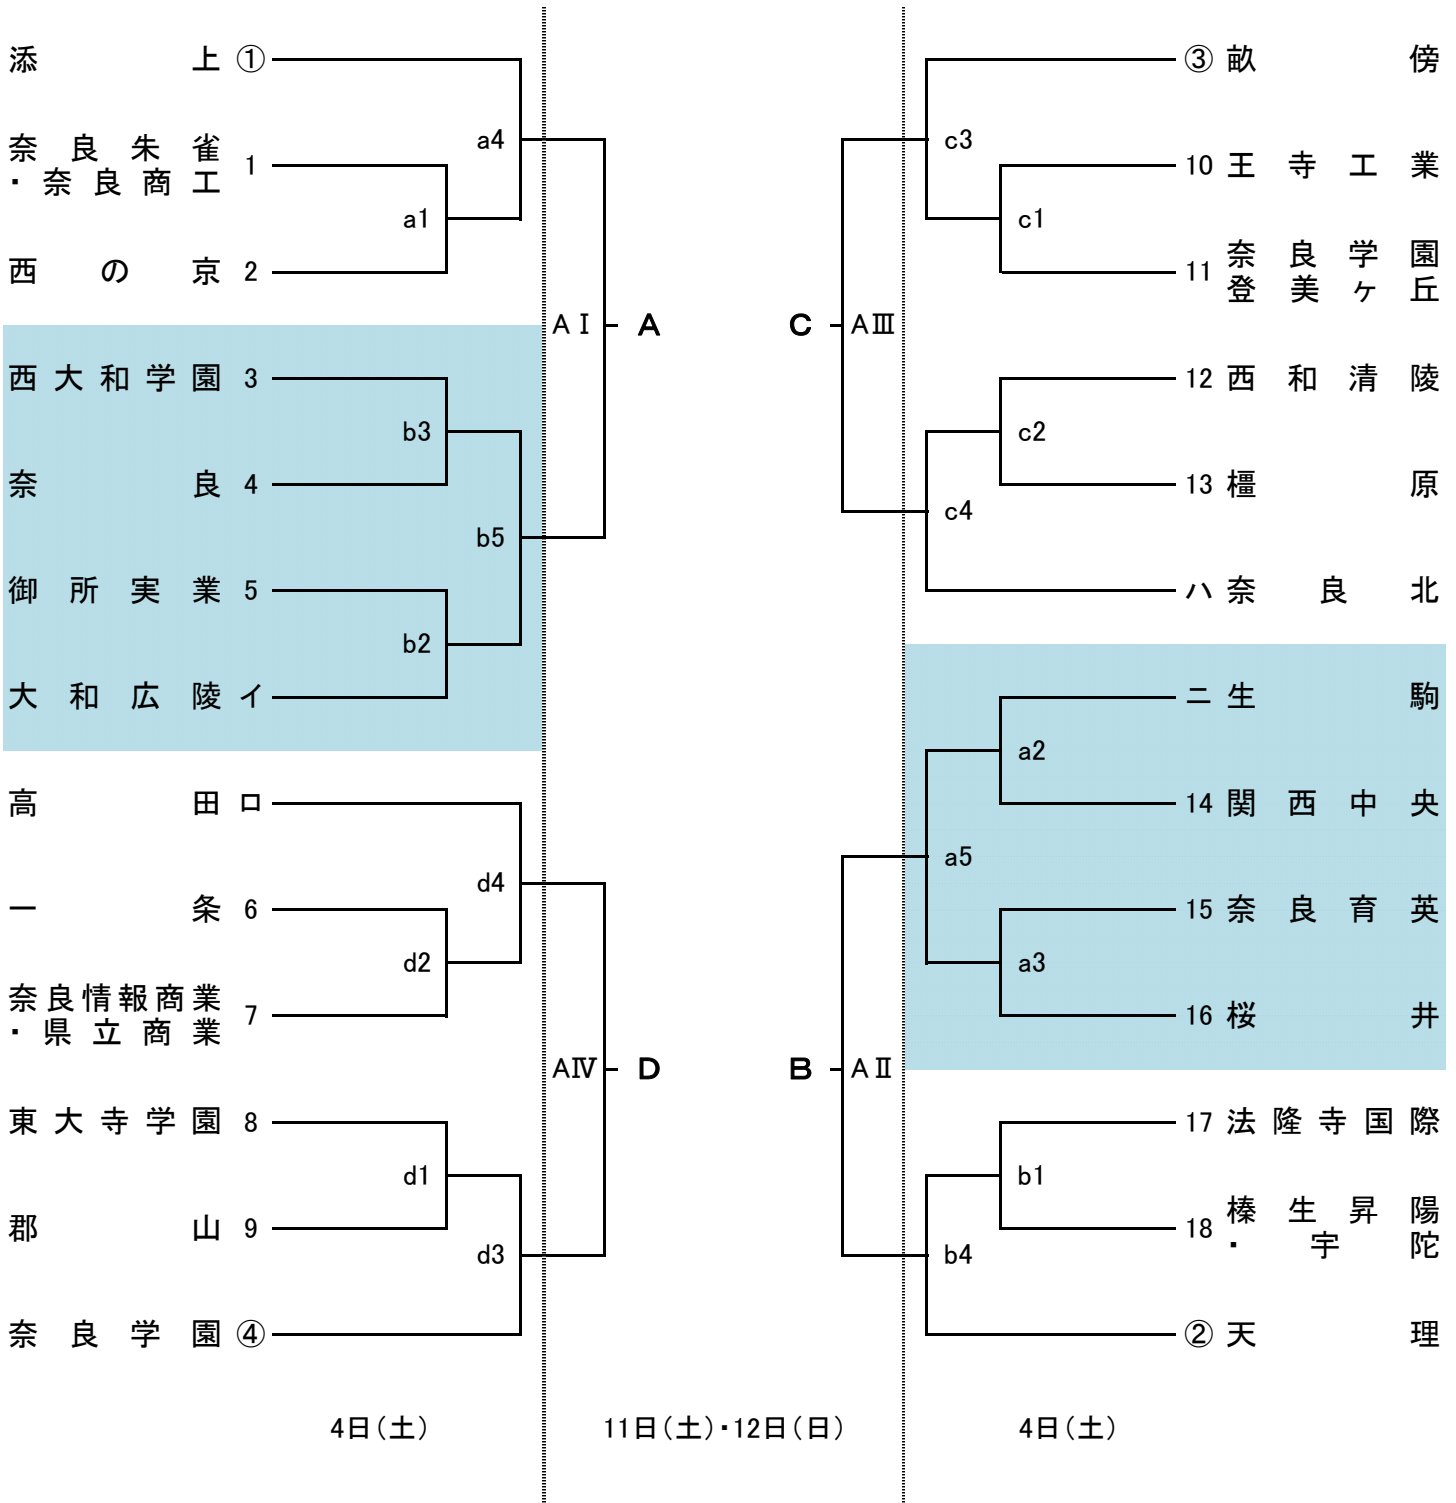 添上 ①
a4
奈良朱雀
・奈良商工 1
a1
西の京 2
AⅠ A
西大和学園 3
b3
奈良 4
b5
御所実業 5
b2
大和広陵 イ
高田 ロ
d4
一条 6
d2
奈良情報商業
・県立商業 7
AⅣ D
東大寺学園 8
d1
郡山 9
d3
奈良学園 ④
③ 畝傍
c3
10 王寺工業
c1
11 奈良学園
登美ヶ丘
C AⅢ
12 西和清陵
c2
13 橿原
c4
ハ 奈良北
ニ 生駒
a2
14 関西中央
a5
15 奈良育英
a3
16 桜井
B AⅡ
17 法隆寺国際
b1
18 榛生昇陽
・宇陀
b4
② 天理
4日(土)
11日(土)・12日(日)
4日(土)